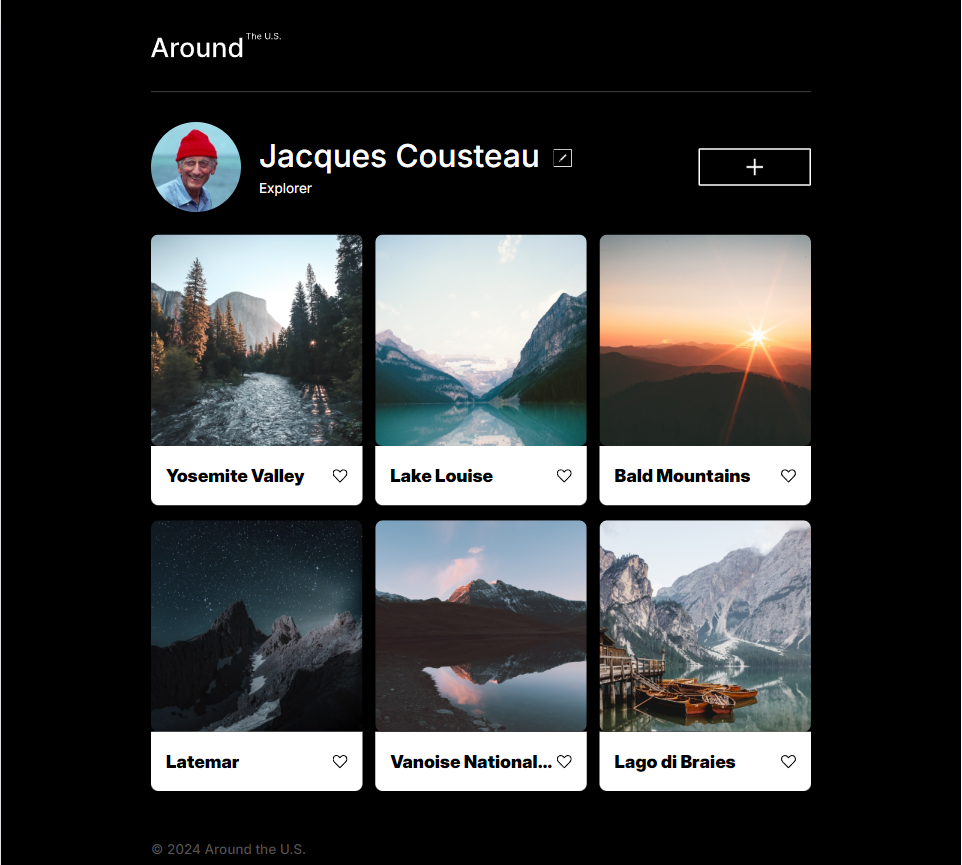 Around The U.S.
Jacques Cousteau
Explorer
Yosemite Valley
Lake Louise
Bald Mountains
Latemar
Vanoise National...
Lago di Braies
© 2024 Around the U.S.